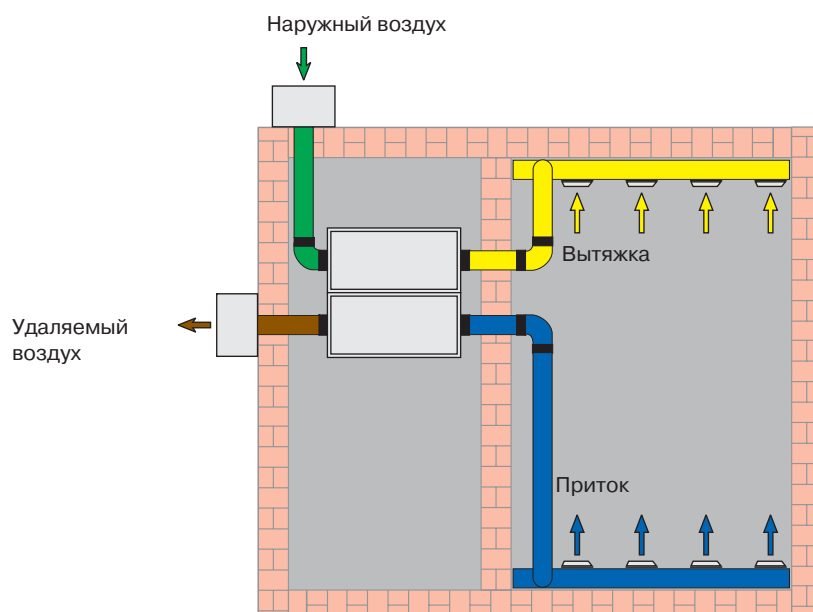 Наружный воздух
Вытяжка
Удаляемый
воздух
Приток